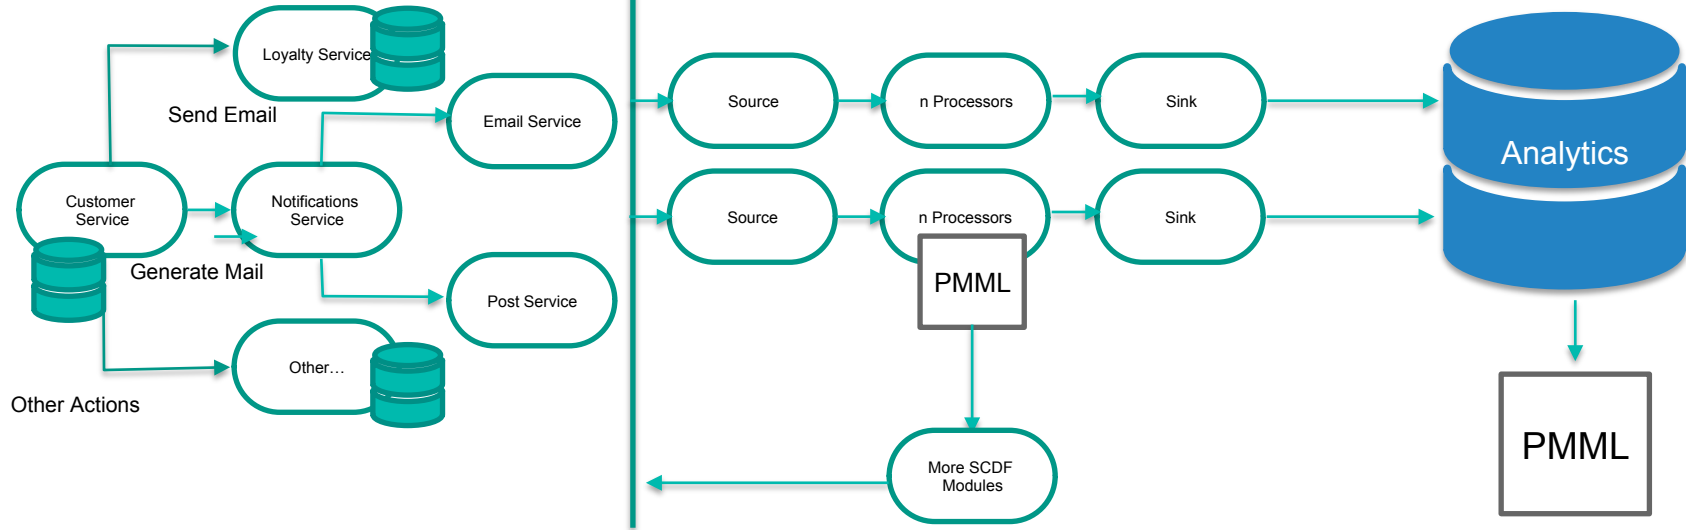 Loyalty Service
Send Email
Email Service
Customer
Service
Notifications
Service
Generate Mail
Post Service
Other…
Other Actions
Source
n Processors
Sink
Source
n Processors
Sink
PMML
More SCDF
Modules
Analytics
PMML